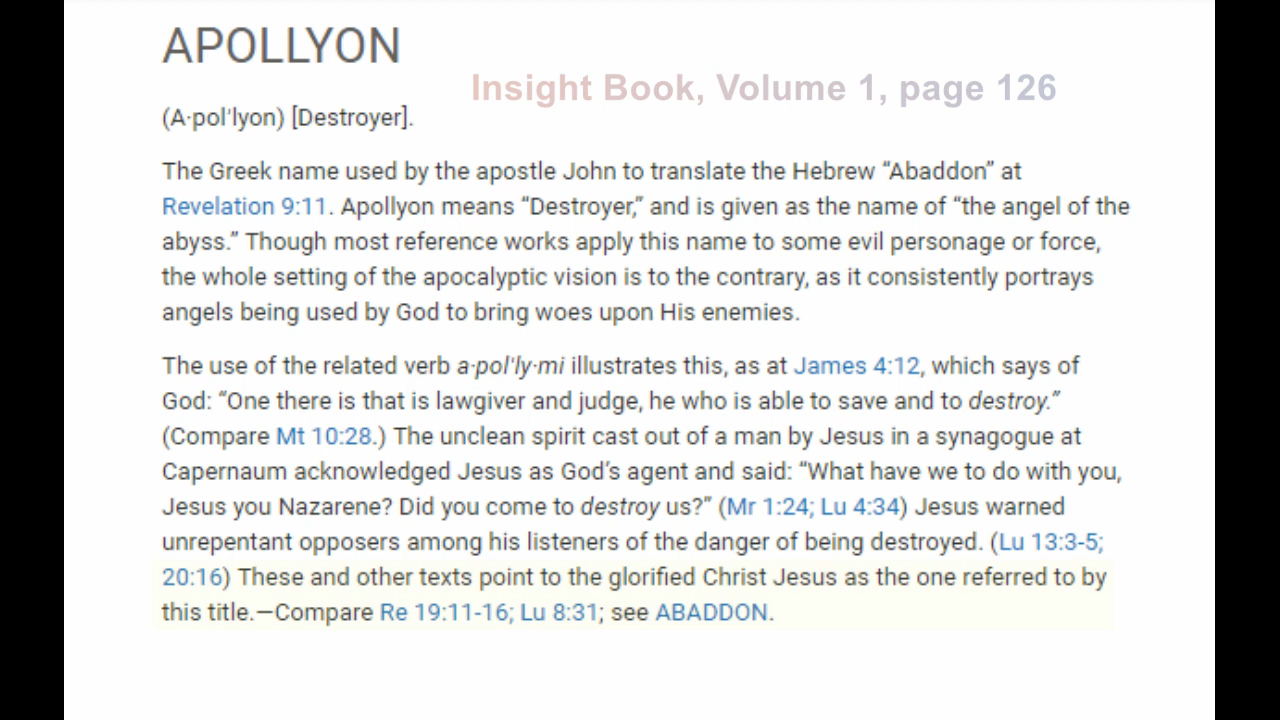 APOLLYON
Insight Book, Volume 1, page 126
(A·pol'lyon) [Destroyer].
The Greek name used by the apostle John to translate the Hebrew “Abaddon” at
Revelation 9:11. Apollyon means “Destroyer,” and is given as the name of “the angel of the
abyss.” Though most reference works apply this name to some evil personage or force,
the whole setting of the apocalyptic vision is to the contrary, as it consistently portrays
angels being used by God to bring woes upon His enemies.
The use of the related verb a·pol'ly·mi illustrates this, as at James 4:12, which says of
God: “One there is that is lawgiver and judge, he who is able to save and to destroy.”
(Compare Mt 10:28.) The unclean spirit cast out of a man by Jesus in a synagogue at
Capernaum acknowledged Jesus as God’s agent and said: “What have we to do with you,
Jesus you Nazarene? Did you come to destroy us?” (Mr 1:24; Lu 4:34) Jesus warned
unrepentant opposers among his listeners of the danger of being destroyed. (Lu 13:3-5;
20:16) These and other texts point to the glorified Christ Jesus as the one referred to by
this title.—Compare Re 19:11-16; Lu 8:31; see ABADDON.